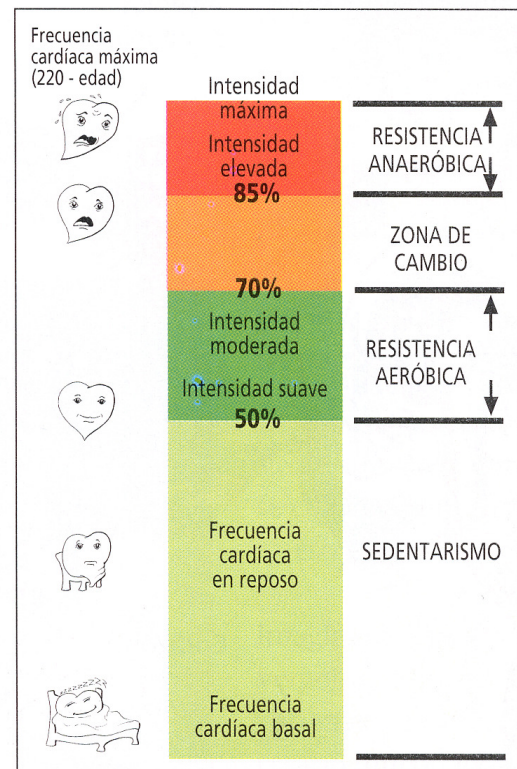 Frecuencia
cardíaca máxima
(220 - edad)
Intensidad
máxima
Intensidad
elevada
85%
RESISTENCIA
ANAERÓBICA
ZONA DE
CAMBIO
70%
Intensidad
moderada
Intensidad suave
50%
RESISTENCIA
AERÓBICA
Frecuencia
cardíaca
en reposo
SEDENTARISMO
zzzzzzz
Frecuencia
cardíaca basal